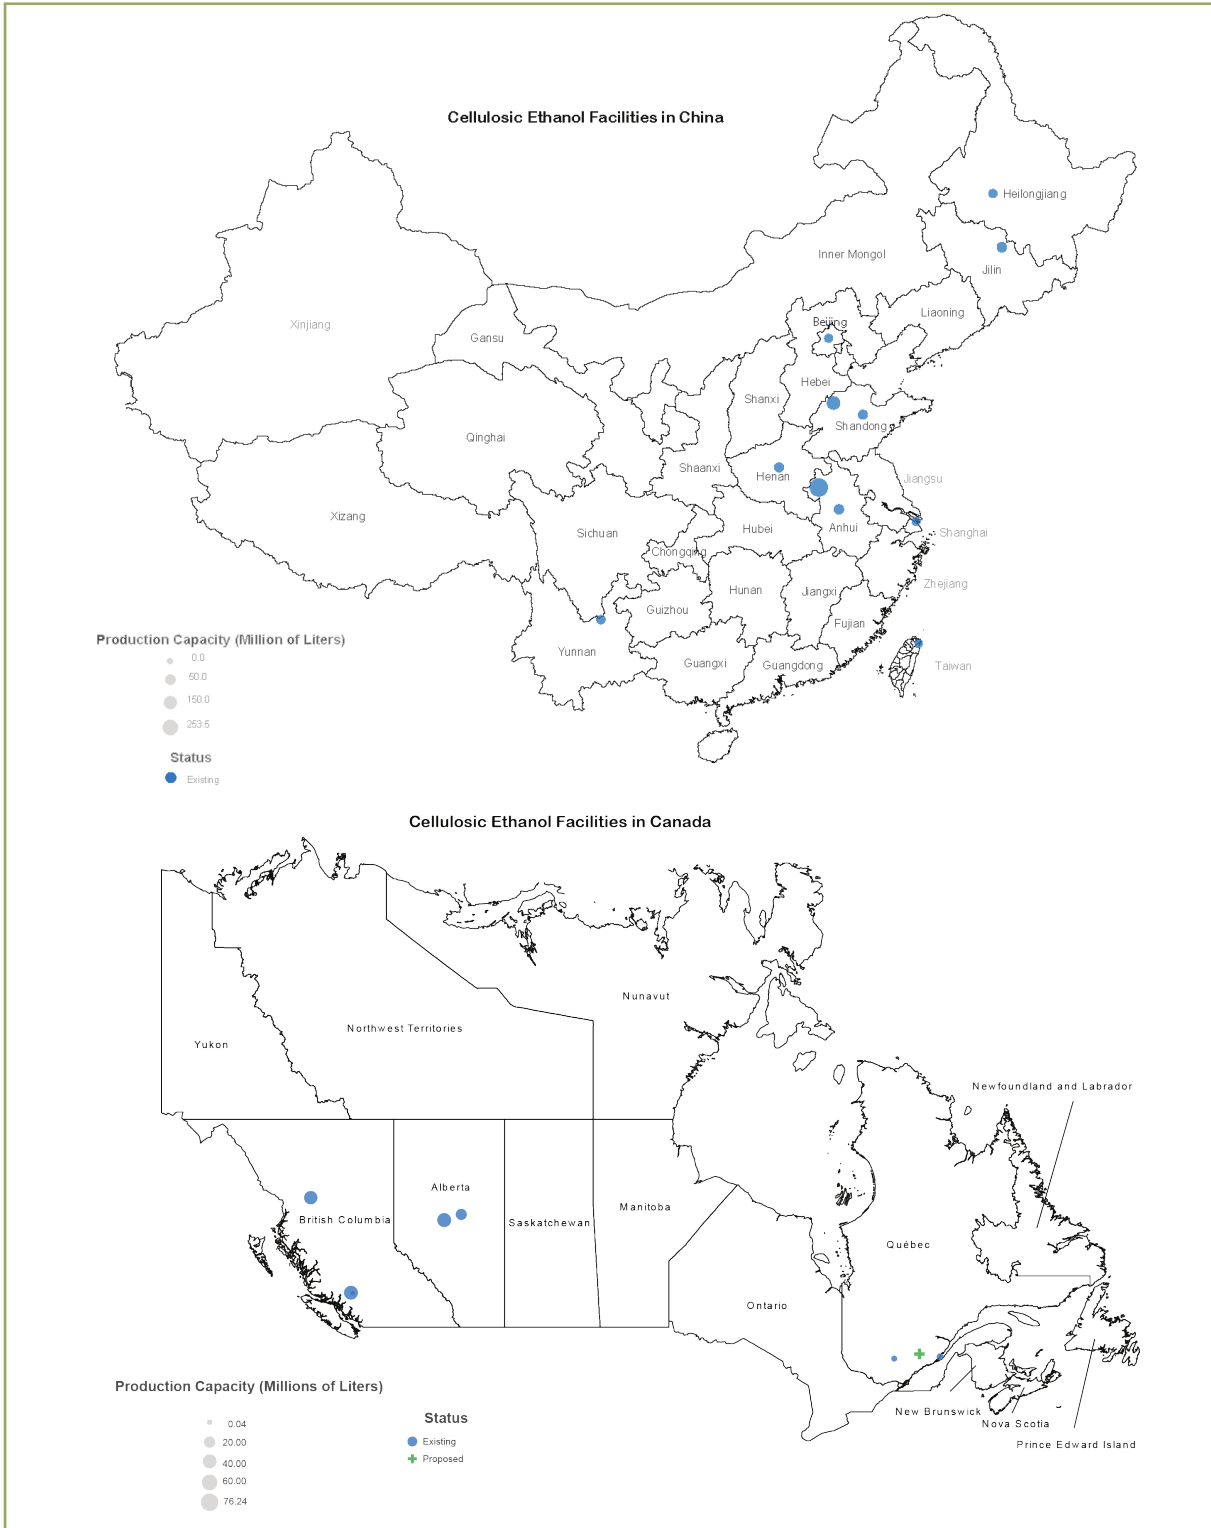 Cellulosic Ethanol Facilities in China
Heilongjiang
Inner Mongol
Jilin
Liaoning
Xinjiang
Beijing
Gansu
Hebei
Shanxi
Shandong
Qinghai
Shaanxi
Henan
Jiangsu
Xizang
Sichuan
Hubei
Anhui
Shanghai
Chongqing
Zhejiang
Hunan
Jiangxi
Guizhou
Fujian
Production Capacity (Million of Liters)
Yunnan
Guangxi
Guangdong
Taiwan
0.0
50.0
150.0
253.5
Status
Existing
Cellulosic Ethanol Facilities in Canada
Nunavut
Northwest Territories
Yukon
Newfoundland and Labrador
Alberta
British Columbia
Saskatchewan
Manitoba
Québec
Ontario
New Brunswick
Nova Scotia
Prince Edward Island
Production Capacity (Millions of Liters)
0.04
20.00
40.00
60.00
76.24
Status
Existing
Proposed